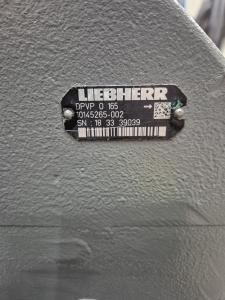 LIEBHERR
DPVP O 165
10145265-002
SN : 18 33 39039